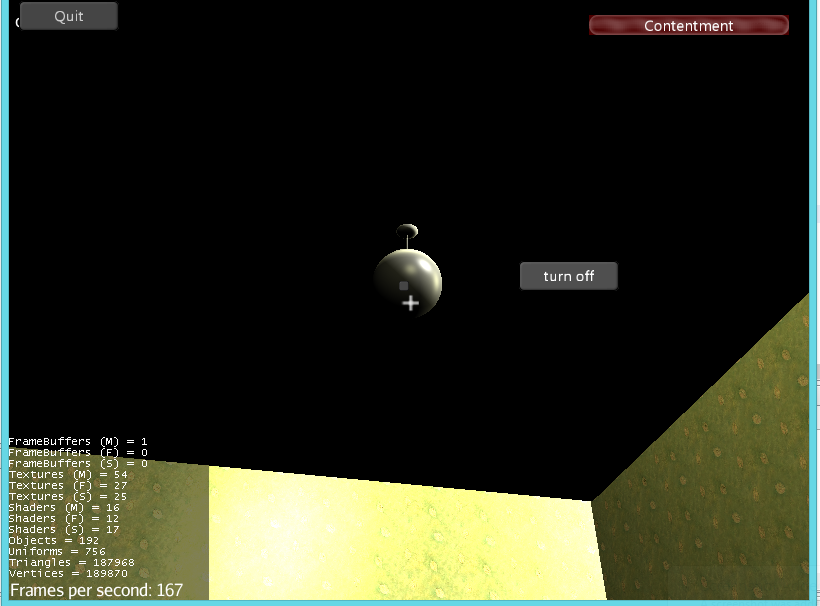 Quit
Contentment
turn off
FrameBuffers (M) = 1
FrameBuffers (F) = 0
FrameBuffers (S) = 0
Textures (M) = 54
Textures (F) = 27
Textures (S) = 25
Shaders (M) = 16
Shaders (F) = 12
Shaders (S) = 17
Objects = 192
Uniforms = 756
Triangles = 187968
Vertices = 189870
Frames per second: 167